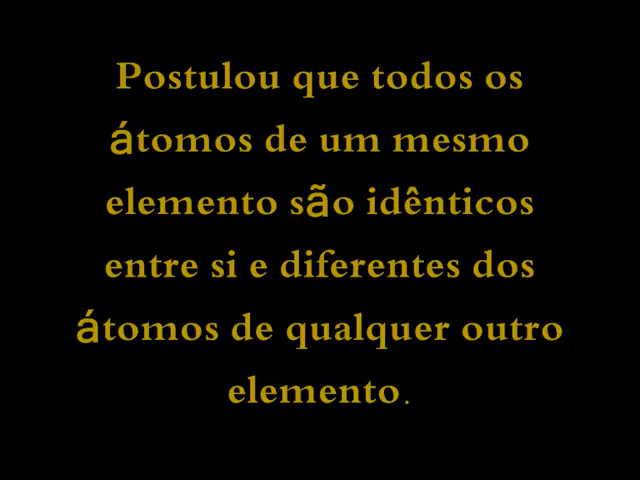 Postulou que todos os
átomos de um mesmo
elemento são idênticos
entre si e diferentes dos
átomos de qualquer outro
elemento.